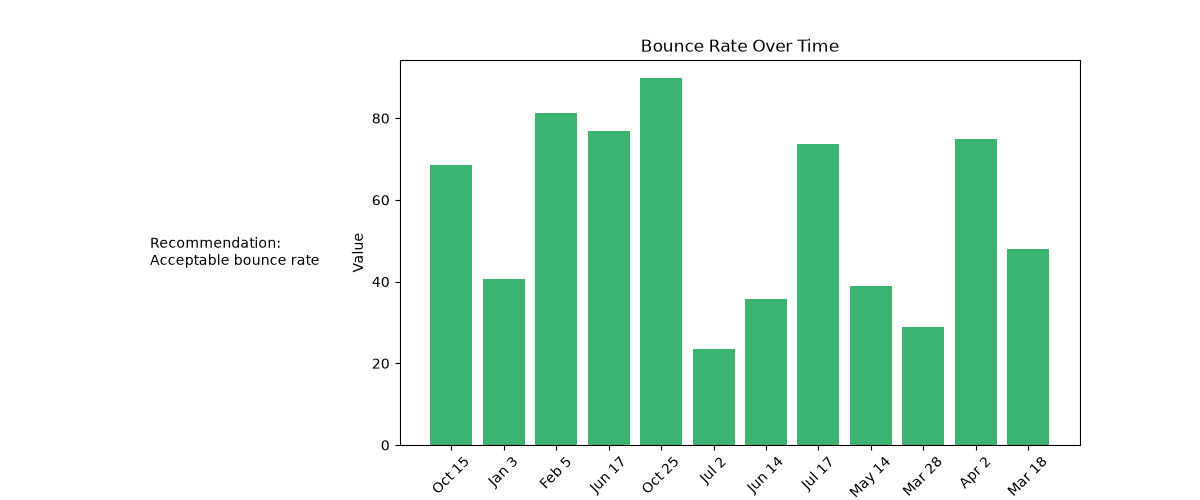 Bounce Rate Over Time
Recommendation:
Acceptable bounce rate
Value
80
60
40
20
0
Oct 15
Jan 3
Feb 5
Jun 17
Oct 25
Jul 2
Jun 14
Jul 17
May 14
Mar 28
Apr 2
Mar 18